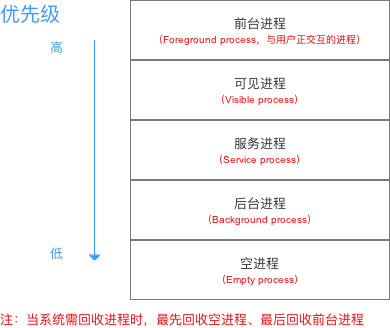 优先级
高
前台进程
（Foreground process，与用户正交互的进程）
可见进程
（Visible process）
服务进程
（Service process）
后台进程
（Background process）
低
空进程
（Empty process）
注：当系统需回收进程时，最先回收空进程、最后回收前台进程